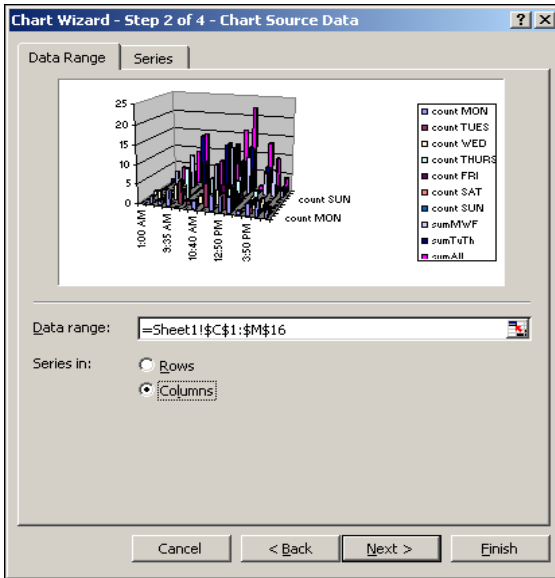 Chart Wizard - Step 2 of 4 - Chart Source Data
Data Range
Series
25
20
15
10
5
0
1:00 AM
9:35 AM
10:40 AM
12:50 PM
3:50 PM
count SUN
count MON
count MON
count TUES
count WED
count THURS
count FRI
count SAT
count SUN
sumMWF
sumTuTh
sumAll
Data range:
=Sheet1!$C$1:$M$16
Series in:
Rows
Columns
Cancel
< Back
Next >
Finish